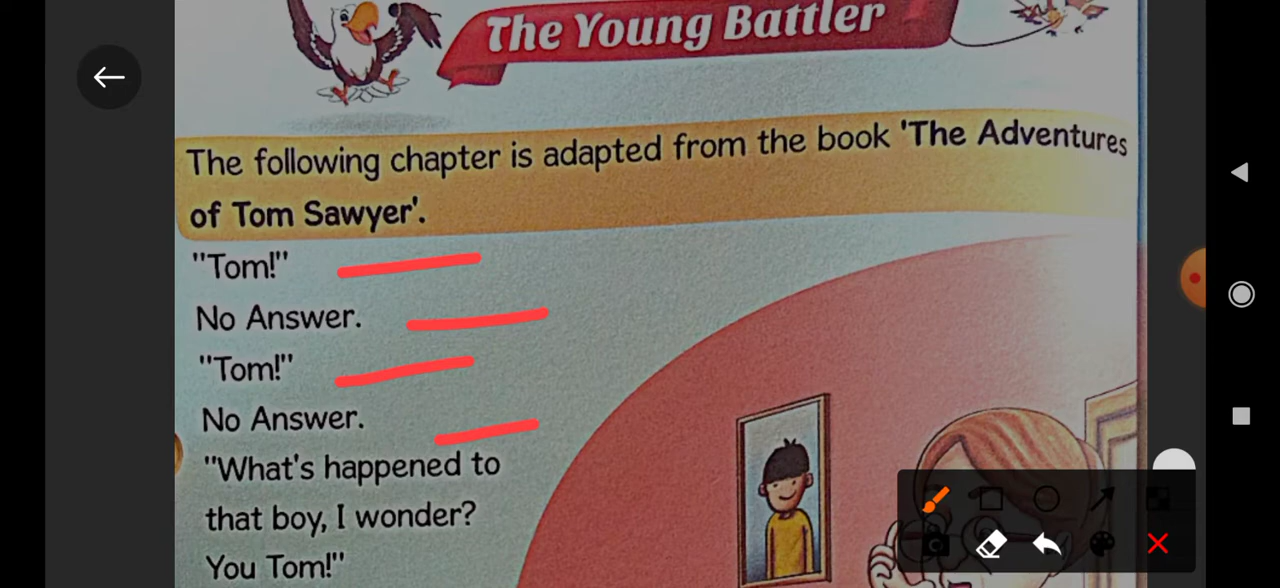 The Young Battler
The following chapter is adapted from the book 'The Adventures
of Tom Sawyer'.
"Tom!"
No Answer.
"Tom!"
No Answer.
"What's happened to
that boy, I wonder?
You Tom!"